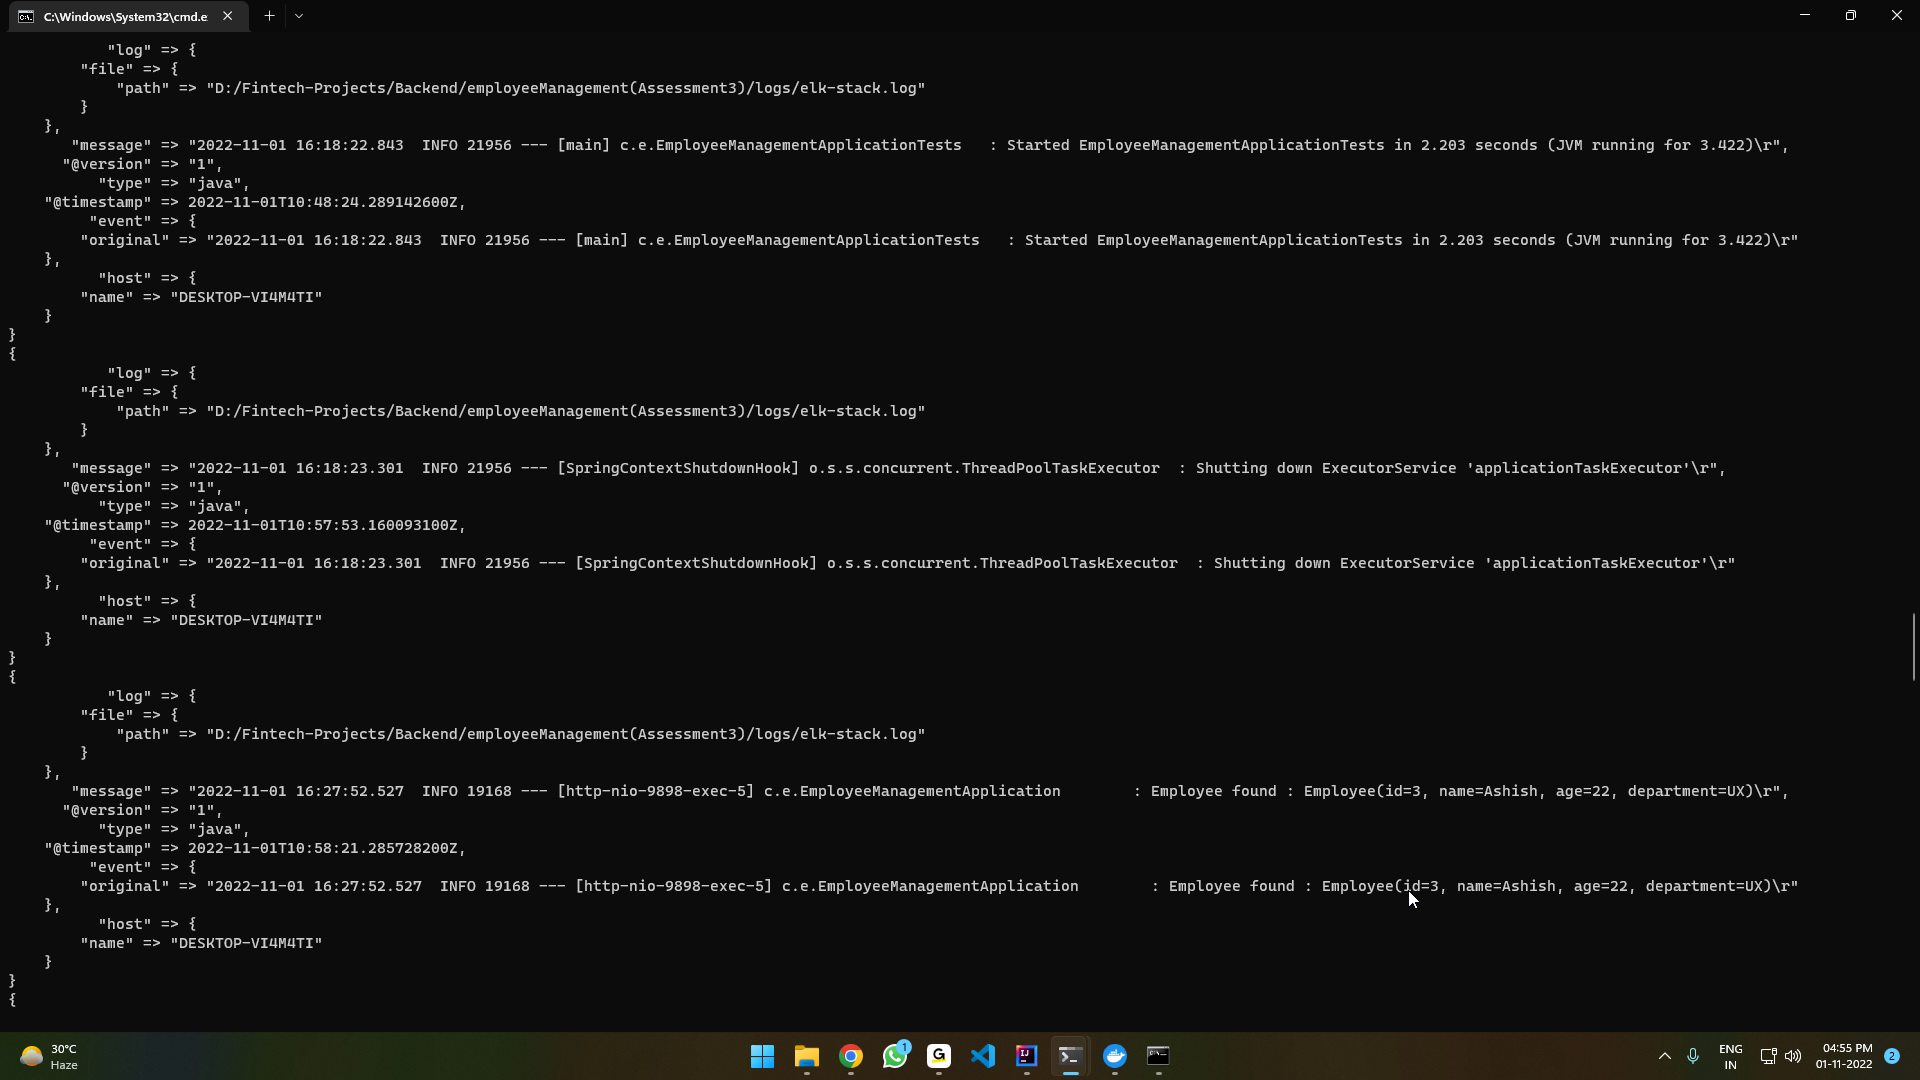 C:\Windows\System32\cmd.e
"log" => {
"file" => {
"path" => "D:/Fintech-Projects/Backend/employeeManagement(Assessment3)/logs/elk-stack.log"
}
},
"message" => "2022-11-01 16:18:22.843  INFO 21956 --- [main] c.e.EmployeeManagementApplicationTests   : Started EmployeeManagementApplicationTests in 2.203 seconds (JVM running for 3.422)\r",
"@version" => "1",
"type" => "java",
"@timestamp" => 2022-11-01T10:48:24.289142600Z,
"event" => {
"original" => "2022-11-01 16:18:22.843  INFO 21956 --- [main] c.e.EmployeeManagementApplicationTests   : Started EmployeeManagementApplicationTests in 2.203 seconds (JVM running for 3.422)\r"
},
"host" => {
"name" => "DESKTOP-VI4M4TI"
}
}
{
"log" => {
"file" => {
"path" => "D:/Fintech-Projects/Backend/employeeManagement(Assessment3)/logs/elk-stack.log"
}
},
"message" => "2022-11-01 16:18:23.301  INFO 21956 --- [SpringContextShutdownHook] o.s.s.concurrent.ThreadPoolTaskExecutor  : Shutting down ExecutorService 'applicationTaskExecutor'\r",
"@version" => "1",
"type" => "java",
"@timestamp" => 2022-11-01T10:57:53.160093100Z,
"event" => {
"original" => "2022-11-01 16:18:23.301  INFO 21956 --- [SpringContextShutdownHook] o.s.s.concurrent.ThreadPoolTaskExecutor  : Shutting down ExecutorService 'applicationTaskExecutor'\r"
},
"host" => {
"name" => "DESKTOP-VI4M4TI"
}
}
{
"log" => {
"file" => {
"path" => "D:/Fintech-Projects/Backend/employeeManagement(Assessment3)/logs/elk-stack.log"
}
},
"message" => "2022-11-01 16:27:52.527  INFO 19168 --- [http-nio-9898-exec-5] c.e.EmployeeManagementApplication        : Employee found : Employee(id=3, name=Ashish, age=22, department=UX)\r",
"@version" => "1",
"type" => "java",
"@timestamp" => 2022-11-01T10:58:21.285728200Z,
"event" => {
"original" => "2022-11-01 16:27:52.527  INFO 19168 --- [http-nio-9898-exec-5] c.e.EmployeeManagementApplication        : Employee found : Employee(id=3, name=Ashish, age=22, department=UX)\r"
},
"host" => {
"name" => "DESKTOP-VI4M4TI"
}
}
{
30°C
Haze
1
G
IJ
ENG
IN
04:55 PM
01-11-2022
2